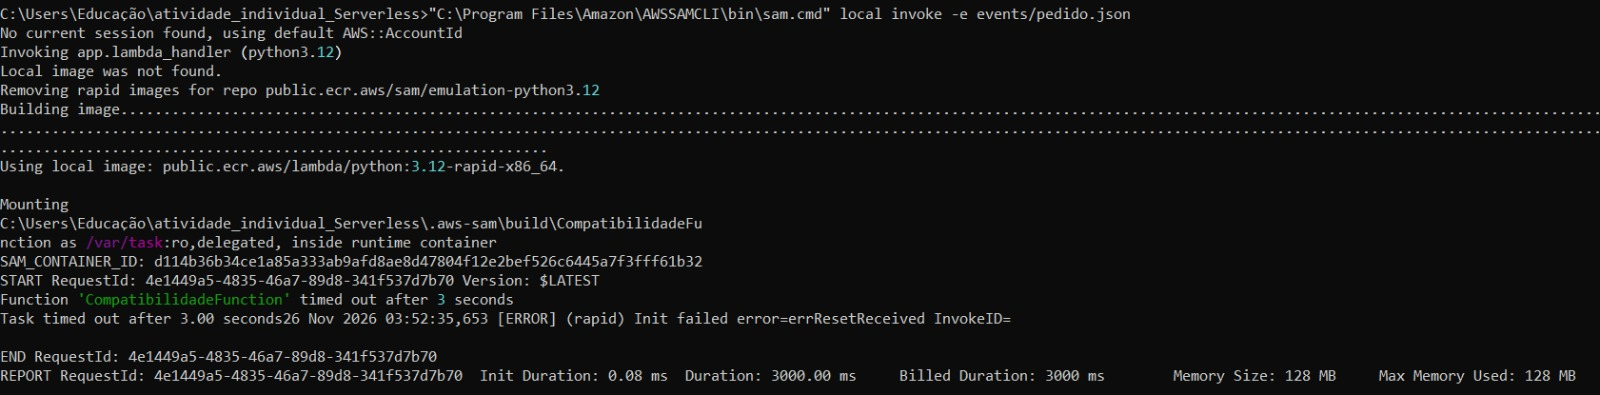 C:\Users\Educação\atividade_individual_Serverless>"C:\Program Files\Amazon\AWSSAMCLI\bin\sam.cmd" local invoke -e events/pedido.json
No current session found, using default AWS::AccountId
Invoking app.lambda_handler (python3.12)
Local image was not found.
Removing rapid images for repo public.ecr.aws/sam/emulation-python3.12
Building image.................................................................................................................................................................................
..................................................................................................................................................................................................
................................................................
Using local image: public.ecr.aws/lambda/python:3.12-rapid-x86_64.
Mounting
C:\Users\Educação\atividade_individual_Serverless\.aws-sam\build\CompatibilidadeFu
nction as /var/task:ro,delegated, inside runtime container
SAM_CONTAINER_ID: d114b36b34ce1a85a333ab9afd8ae8d47804f12e2bef526c6445a7f3fff61b32
START RequestId: 4e1449a5-4835-46a7-89d8-341f537d7b70 Version: $LATEST
Function 'CompatibilidadeFunction' timed out after 3 seconds
Task timed out after 3.00 seconds26 Nov 2026 03:52:35,653 [ERROR] (rapid) Init failed error=errResetReceived InvokeID=
END RequestId: 4e1449a5-4835-46a7-89d8-341f537d7b70
REPORT RequestId: 4e1449a5-4835-46a7-89d8-341f537d7b70  Init Duration: 0.08 ms  Duration: 3000.00 ms     Billed Duration: 3000 ms        Memory Size: 128 MB     Max Memory Used: 128 MB